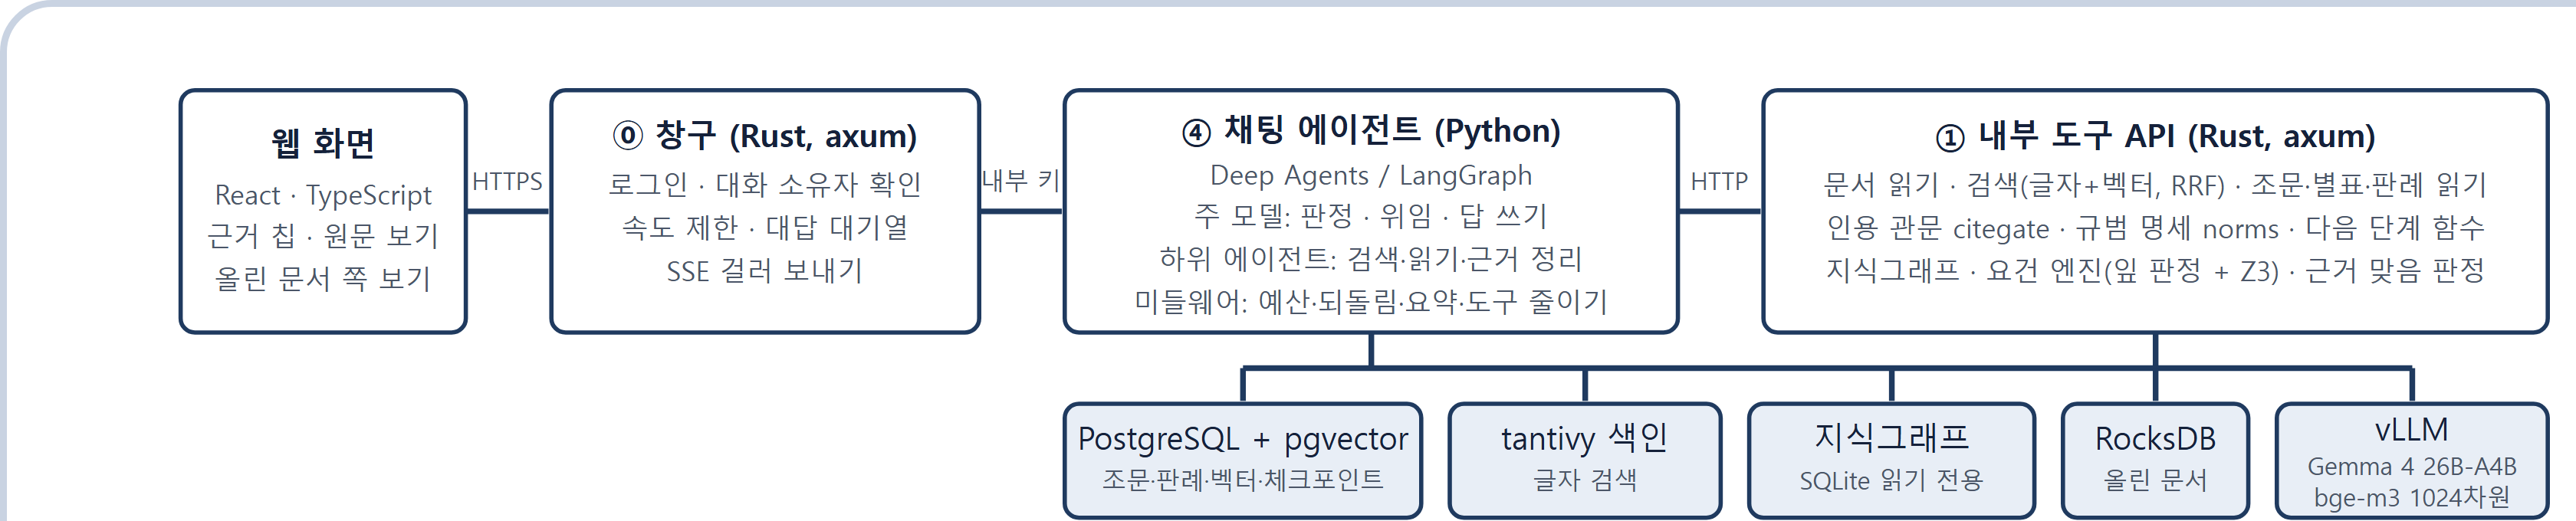 웹 화면
React · TypeScript
근거 칩 · 원문 보기
올린 문서 쪽 보기
HTTPS
⓪ 창구 (Rust, axum)
로그인 · 대화 소유자 확인
속도 제한 · 대답 대기열
SSE 걸러 보내기
내부 키
④ 채팅 에이전트 (Python)
Deep Agents / LangGraph
주 모델: 판정 · 위임 · 답 쓰기
하위 에이전트: 검색·읽기·근거 정리
미들웨어: 예산·되돌림·요약·도구 줄이기
HTTP
① 내부 도구 API (Rust, axum)
문서 읽기 · 검색(글자+벡터, RRF) · 조문·별표·판례 읽기
인용 관문 citegate · 규범 명세 norms · 다음 단계 함수
지식그래프 · 요건 엔진(잎 판정 + Z3) · 근거 맞음 판정
PostgreSQL + pgvector
조문·판례·벡터·체크포인트
tantivy 색인
글자 검색
지식그래프
SQLite 읽기 전용
RocksDB
올린 문서
vLLM
Gemma 4 26B-A4B
bge-m3 1024차원